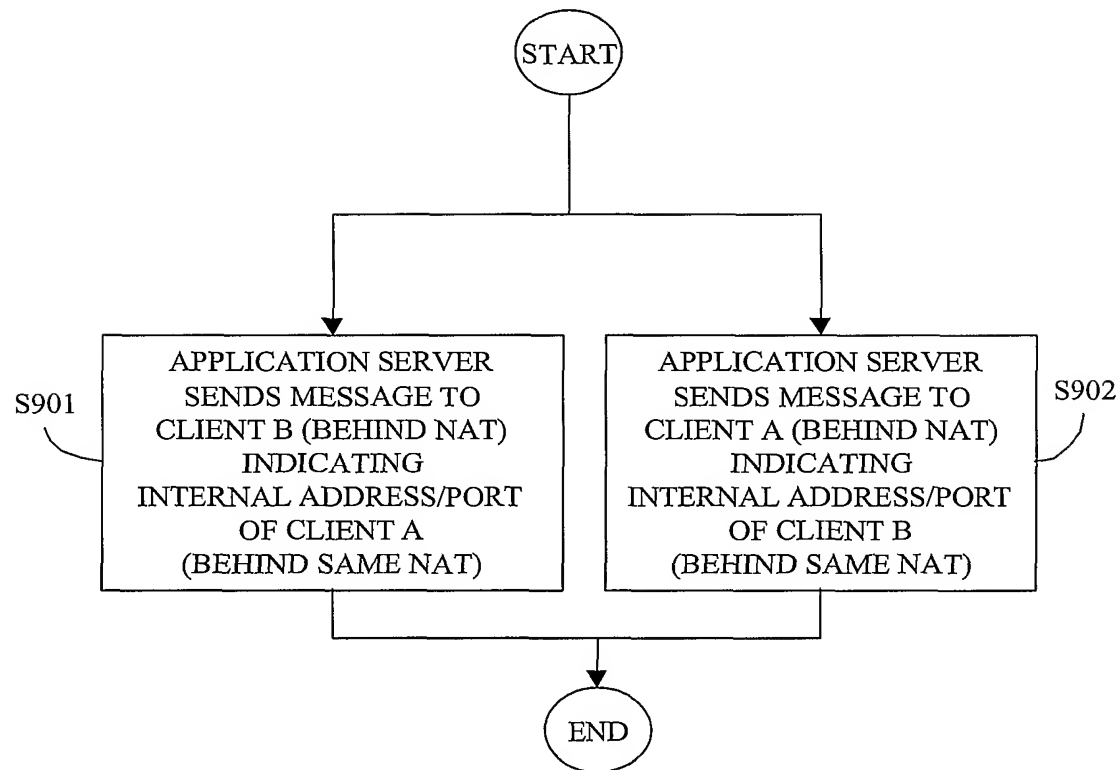 START
S901
APPLICATION SERVER
SENDS MESSAGE TO
CLIENT B (BEHIND NAT)
INDICATING
INTERNAL ADDRESS/PORT
OF CLIENT A
(BEHIND SAME NAT)
APPLICATION SERVER
SENDS MESSAGE TO
CLIENT A (BEHIND NAT)
INDICATING
INTERNAL ADDRESS/PORT
OF CLIENT B
(BEHIND SAME NAT)
S902
END